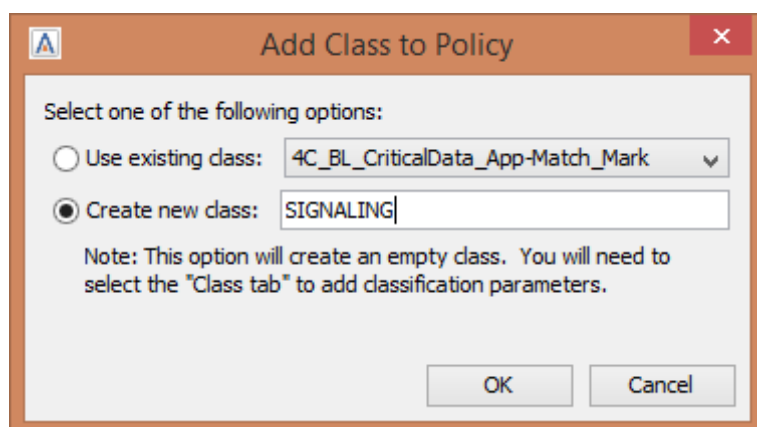 Add Class to Policy
Select one of the following options:
Use existing class: 4C_BL_CriticalData_App-Match_Mark
Create new class: SIGNALING
Note: This option will create an empty class. You will need to
select the "Class tab" to add classification parameters.
OK Cancel